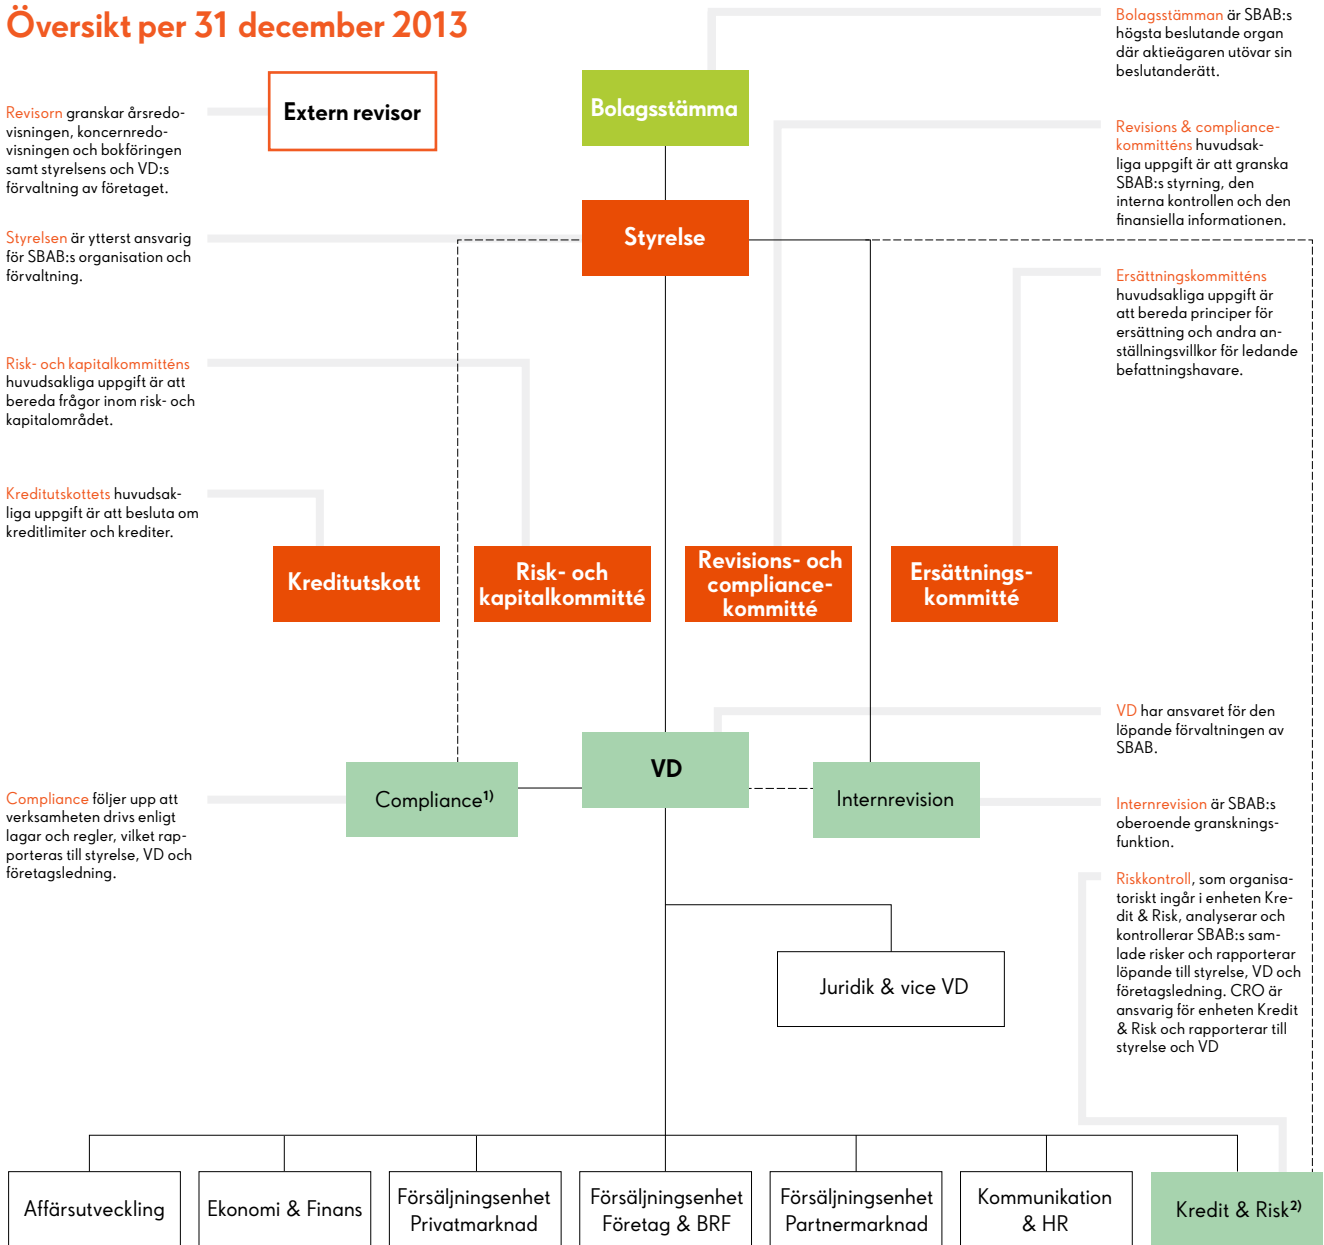 Översikt per 31 december 2013
Bolagsstämman är SBAB:s
högsta beslutande organ
där aktieägaren utövar sin
beslutanderätt.
Extern revisor
Bolagsstämma
Revisorn granskar årsredo-
visningen, koncernredo-
visningen och bokföringen
samt styrelsens och VD:s
förvaltning av företaget.
Revisions & compliance-
kommitténs huvudsak-
liga uppgift är att granska
SBAB:s styrning, den
interna kontrollen och den
finansiella informationen.
Styrelse
Styrelsen är ytterst ansvarig
för SBAB:s organisation och
förvaltning.
Ersättningskommitténs
huvudsakliga uppgift är
att bereda principer för
ersättning och andra an-
ställningsvillkor för ledande
befattningshavare.
Risk- och kapitalkommitténs
huvudsakliga uppgift är att
bereda frågor inom risk- och
kapitalområdet.
Kreditutskottets huvudsak-
liga uppgift är att besluta om
kreditlimiter och krediter.
Kreditutskott
Risk- och
kapitalkommitté
Revisions- och
compliance-
kommitté
Ersättnings-
kommitté
VD har ansvaret för den
löpande förvaltningen av
SBAB.
VD
Compliance¹⁾
Internrevision
Compliance följer upp att
verksamheten drivs enligt
lagar och regler, vilket rap-
porteras till styrelse, VD och
företagsledning.
Internrevision är SBAB:s
oberoende gransknings-
funktion.
Riskkontroll, som organisa-
toriskt ingår i enheten Kre-
dit & Risk, analyserar och
kontrollerar SBAB:s sam-
lade risker och rapporterar
löpande till styrelse, VD och
företagsledning. CRO är
ansvarig för enheten Kredit
& Risk och rapporterar till
styrelse och VD
Juridik & vice VD
Affärsutveckling
Ekonomi & Finans
Försäljningsenhet
Privatmarknad
Försäljningsenhet
Företag & BRF
Försäljningsenhet
Partnermarknad
Kommunikation
& HR
Kredit & Risk²⁾